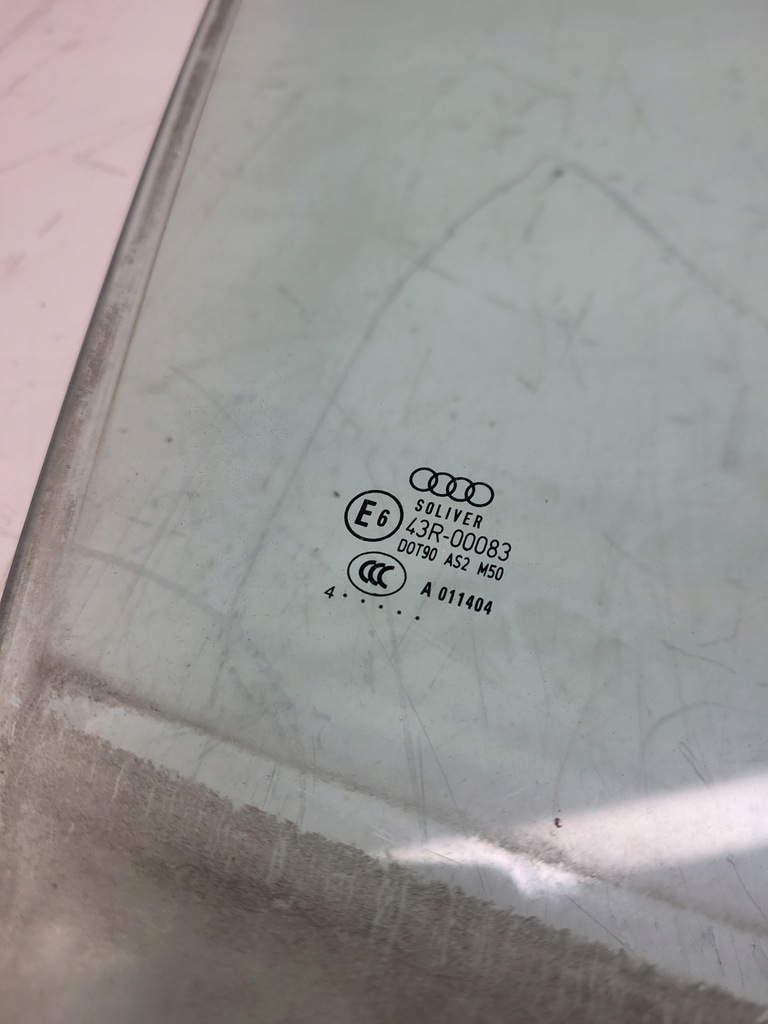 SOLIVER
E6 43R-00083
DOT90 AS2 M50
CCC A 011404
4 . . . . .